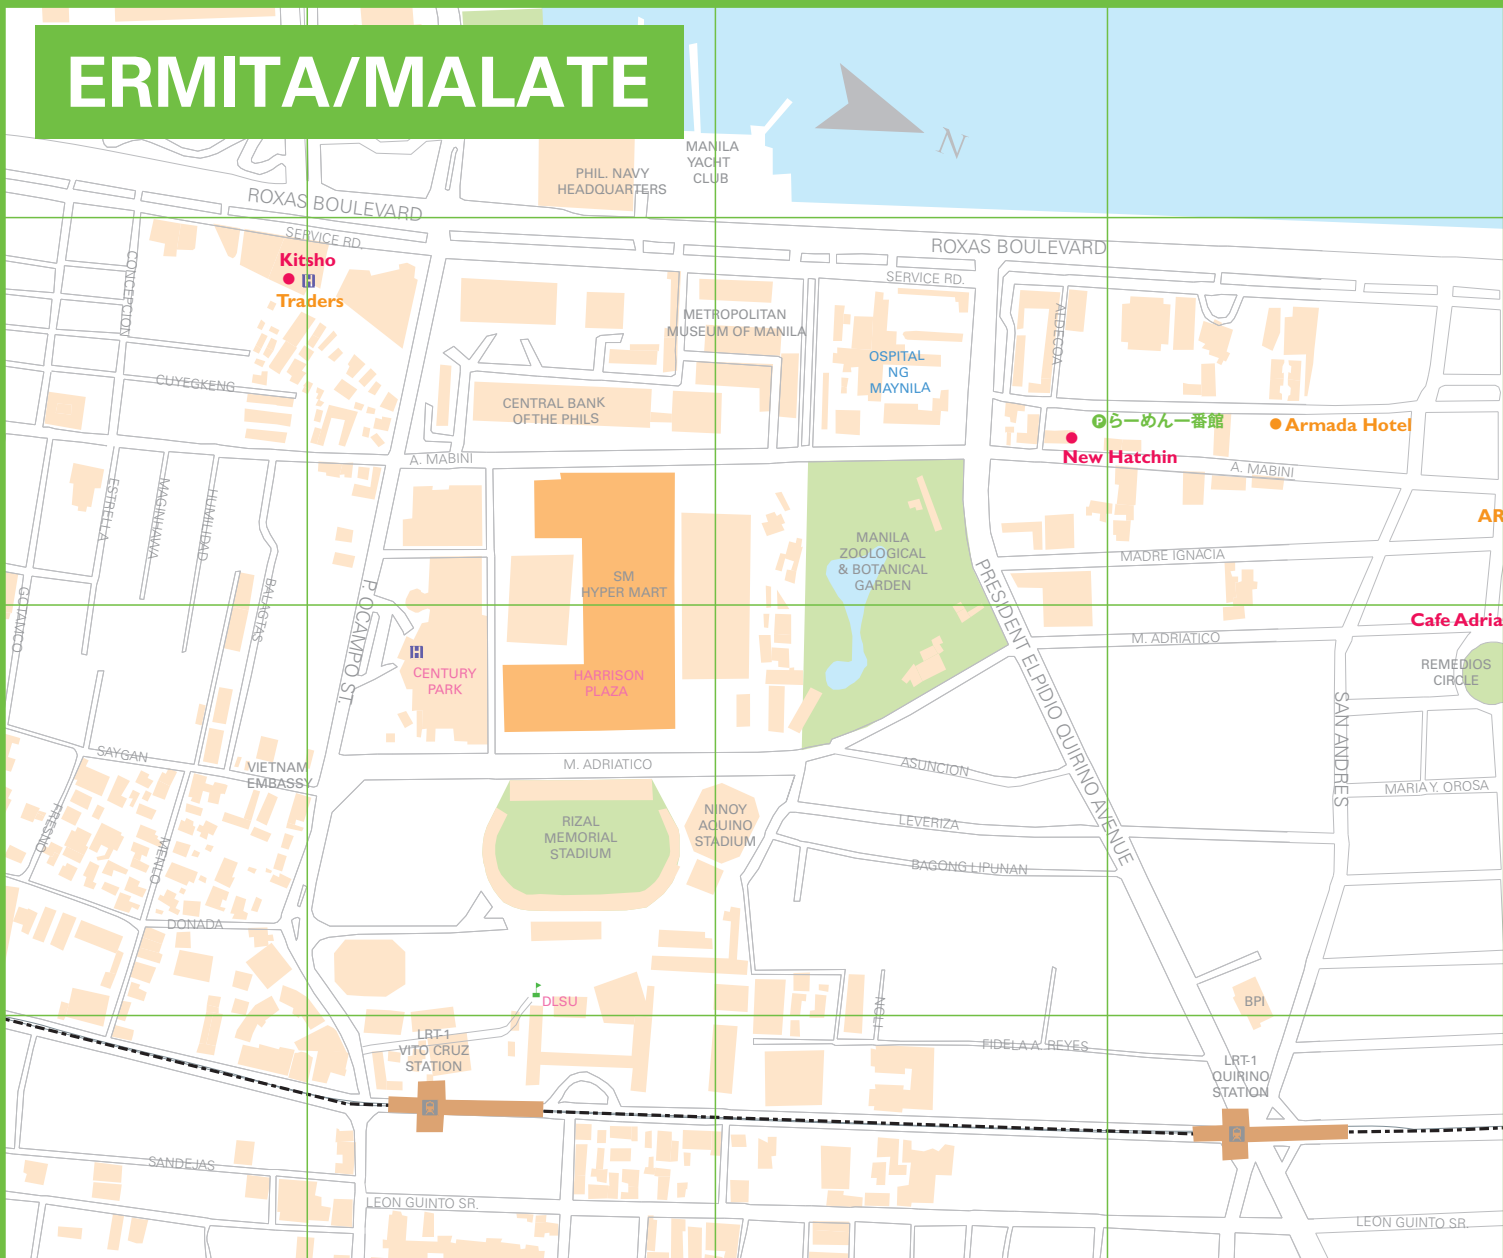 ERMITA/MALATE
N
MANILA
YACHT
CLUB
PHIL. NAVY
HEADQUARTERS
ROXAS BOULEVARD
SERVICE RD.
ROXAS BOULEVARD
SERVICE RD.
Kitsho
H
Traders
CONCEPCION
CUYEGKENG
METROPOLITAN
MUSEUM OF MANILA
OSPITAL
NG
MAYNILA
ALDECOA
CENTRAL BANK
OF THE PHILS
P らーめん一番館
Armada Hotel
New Hatchin
A. MABINI
A. MABINI
ESTRELLA
MAGINHAWA
HUMILIDAD
AR
MANILA
ZOOLOGICAL
& BOTANICAL
GARDEN
MADRE IGNACIA
SM
HYPER MART
GOTAMCO
BALAGTAS
P. OCAMPO ST.
PRESIDENT ELPIDIO QUIRINO AVENUE
Cafe Adria
M. ADRIATICO
H
CENTURY
PARK
HARRISON
PLAZA
REMEDIOS
CIRCLE
SAN ANDRES
SAYGAN
VIETNAM
EMBASSY
M. ADRIATICO
ASUNCION
MARIA Y. OROSA
FRESNO
MENLO
RIZAL
MEMORIAL
STADIUM
NINOY
AQUINO
STADIUM
LEVERIZA
BAGONG LIPUNAN
DONADA
DLSU
NCLI
BPI
LRT-1
VITO CRUZ
STATION
FIDELA A. REYES
LRT-1
QUIRINO
STATION
SANDEJAS
LEON GUINTO SR.
LEON GUINTO SR.